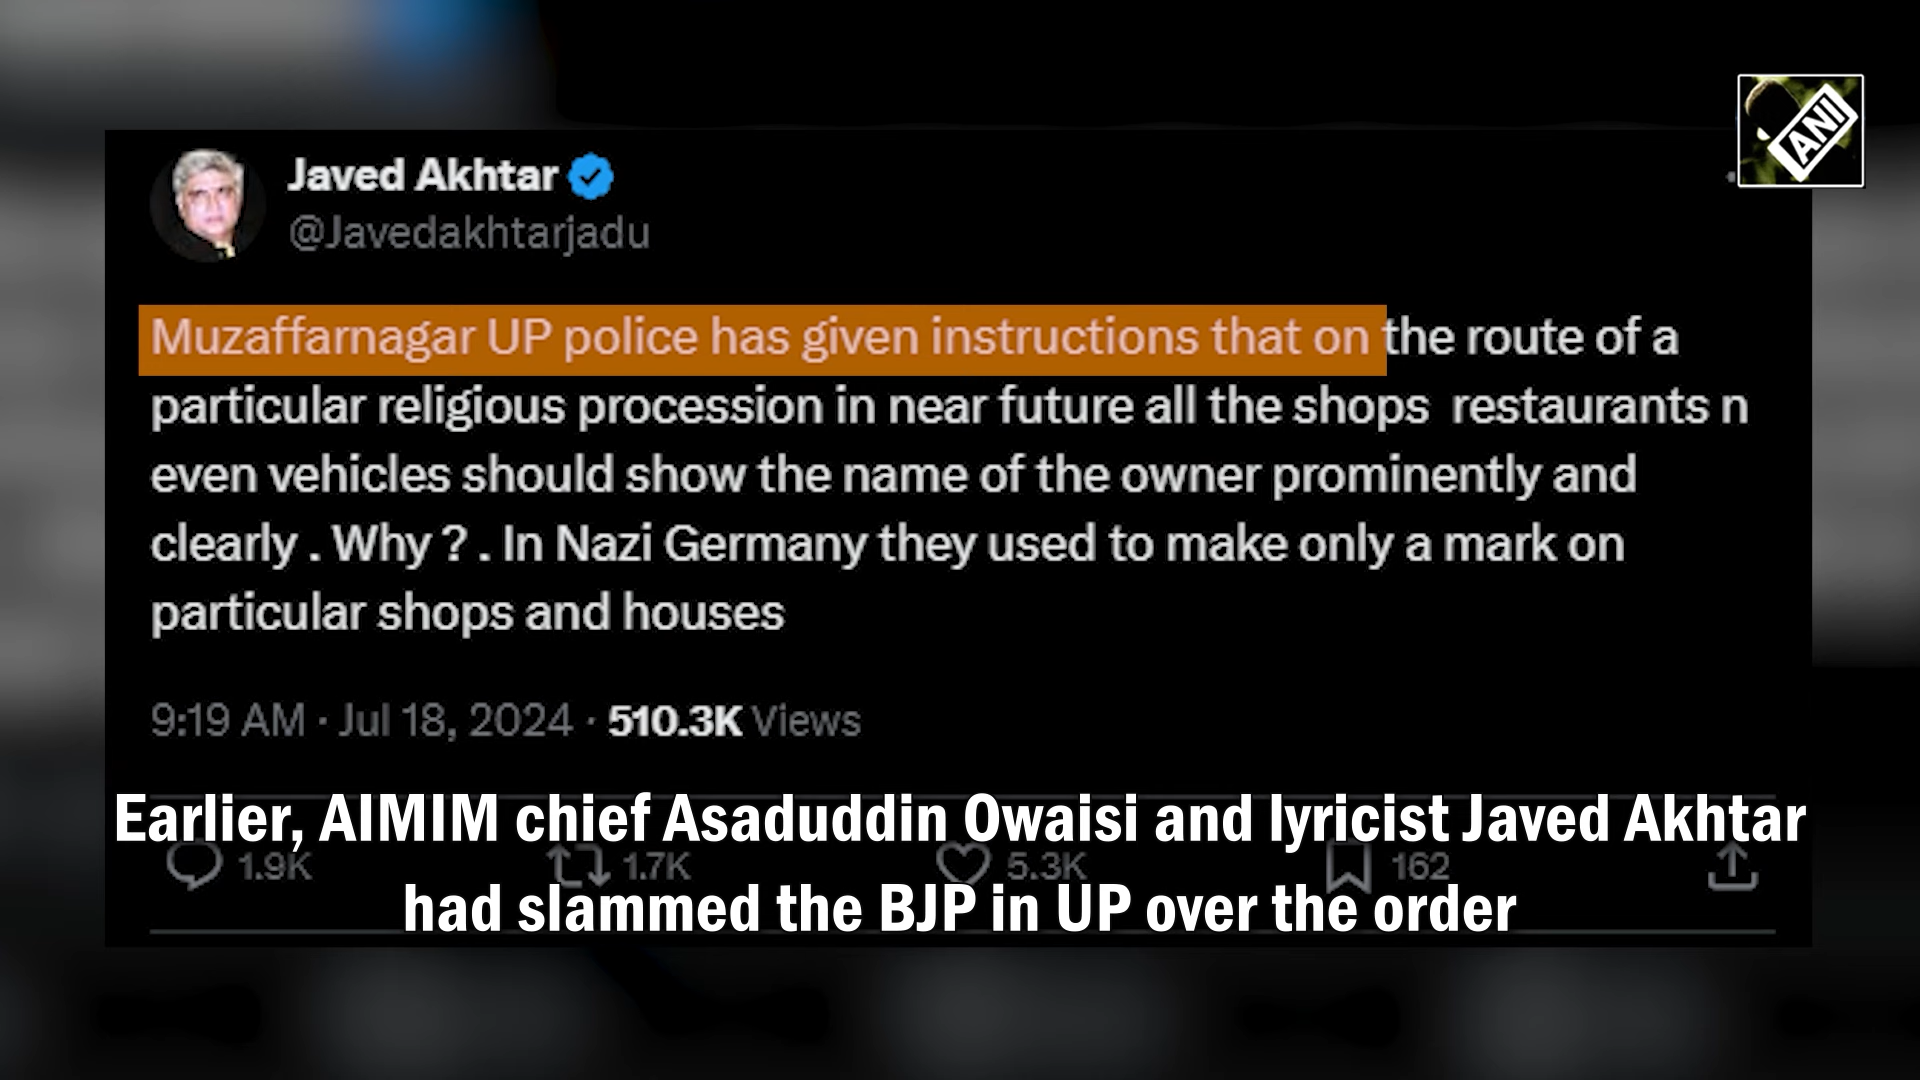 ANI
Javed Akhtar
@Javedakhtarjadu
Muzaffarnagar UP police has given instructions that on the route of a
particular religious procession in near future all the shops restaurants n
even vehicles should show the name of the owner prominently and
clearly . Why ? . In Nazi Germany they used to make only a mark on
particular shops and houses
9:19 AM · Jul 18, 2024 · 510.3K Views
Earlier, AIMIM chief Asaduddin Owaisi and lyricist Javed Akhtar
1.9K 1.7K 5.3K 162
had slammed the BJP in UP over the order